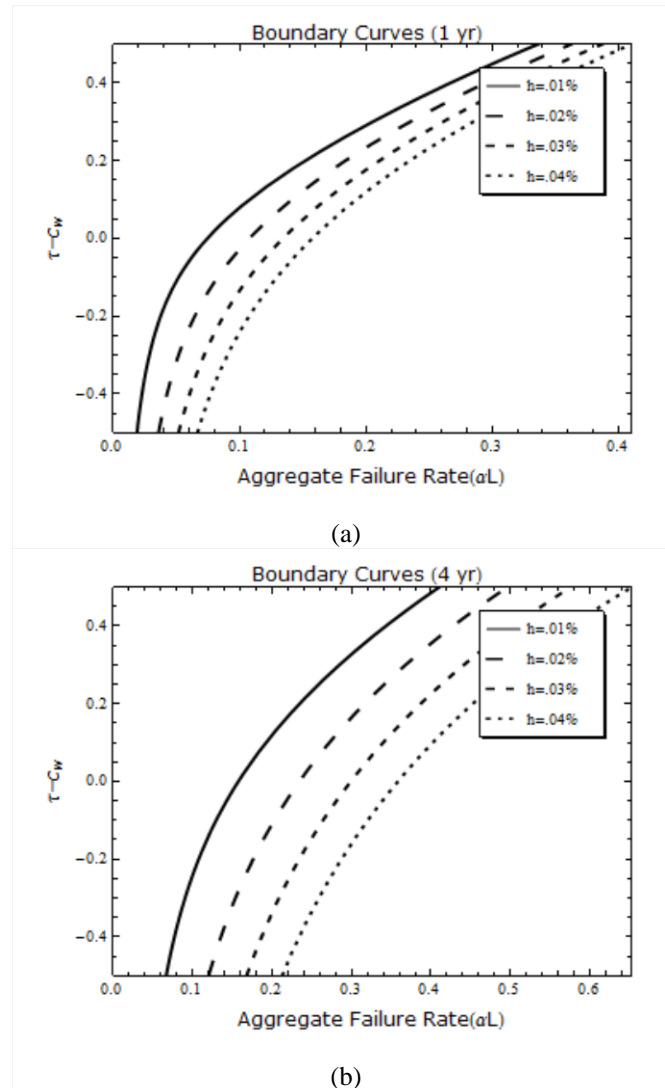 Boundary Curves (1 yr)
0.4
0.2
0.0
−0.2
−0.4
τ−Cw
h=.01%
h=.02%
h=.03%
h=.04%
0.0 0.1 0.2 0.3 0.4
Aggregate Failure Rate(αL)
(a)
Boundary Curves (4 yr)
0.4
0.2
0.0
−0.2
−0.4
τ−Cw
h=.01%
h=.02%
h=.03%
h=.04%
0.0 0.1 0.2 0.3 0.4 0.5 0.6
Aggregate Failure Rate(αL)
(b)